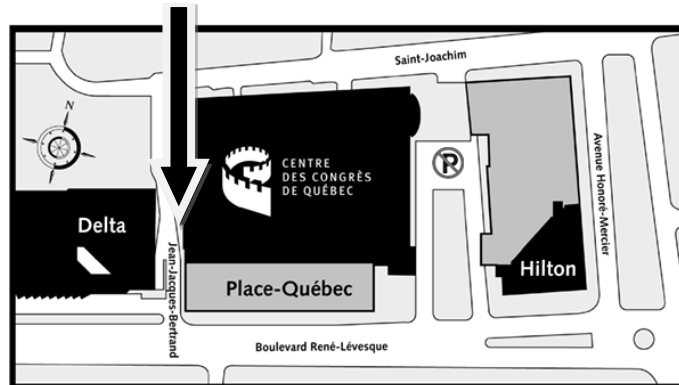 Saint-Joachim
N
CENTRE
DES CONGRÈS
DE QUÉBEC
P
Avenue Honoré-Mercier
Delta
Jean-Jacques-Bertrand
Place-Québec
Hilton
Boulevard René-Lévesque